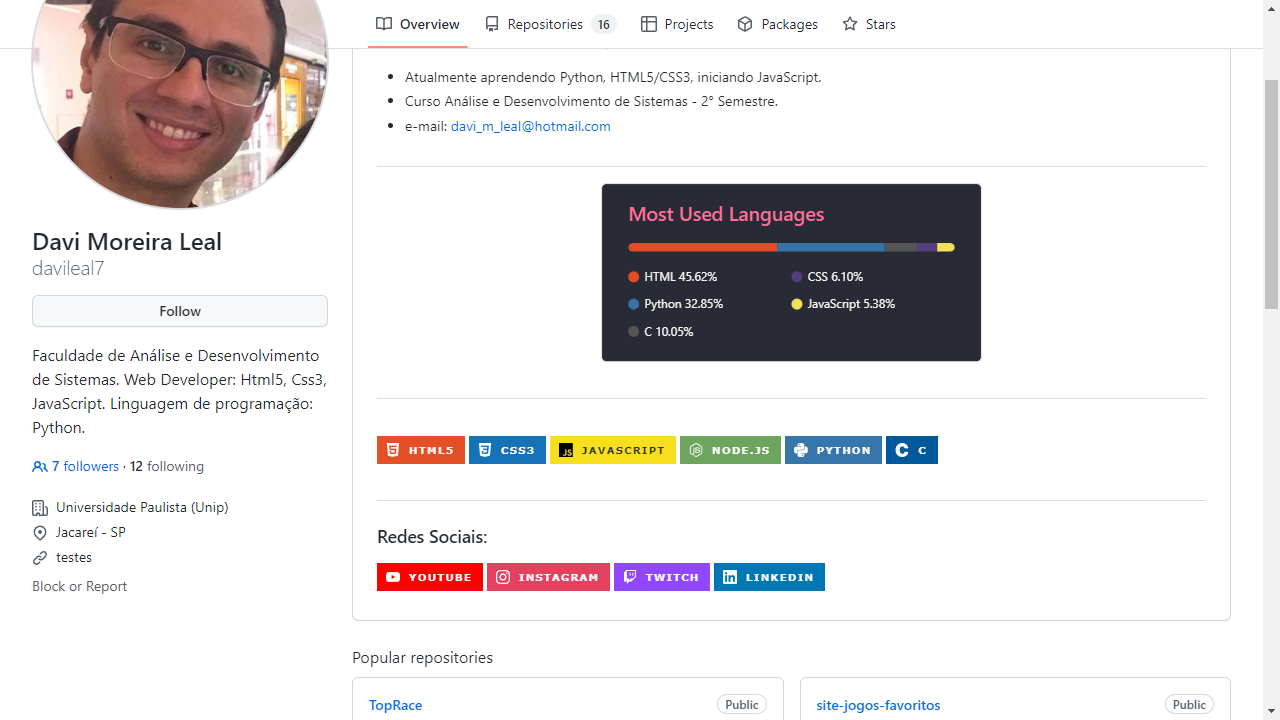 Overview
Repositories 16
Projects
Packages
Stars
Davi Moreira Leal
davileal7
Follow
Faculdade de Análise e Desenvolvimento
de Sistemas. Web Developer: Html5, Css3,
JavaScript. Linguagem de programação:
Python.
7 followers · 12 following
Universidade Paulista (Unip)
Jacareí - SP
testes
Block or Report
Atualmente aprendendo Python, HTML5/CSS3, iniciando JavaScript.
Curso Análise e Desenvolvimento de Sistemas - 2° Semestre.
e-mail: davi_m_leal@hotmail.com
Most Used Languages
HTML 45.62%
Python 32.85%
C 10.05%
CSS 6.10%
JavaScript 5.38%
HTML5
CSS3
JS JAVASCRIPT
NODE.JS
PYTHON
C C
Redes Sociais:
YOUTUBE
INSTAGRAM
TWITCH
in LINKEDIN
Popular repositories
TopRace Public
site-jogos-favoritos Public